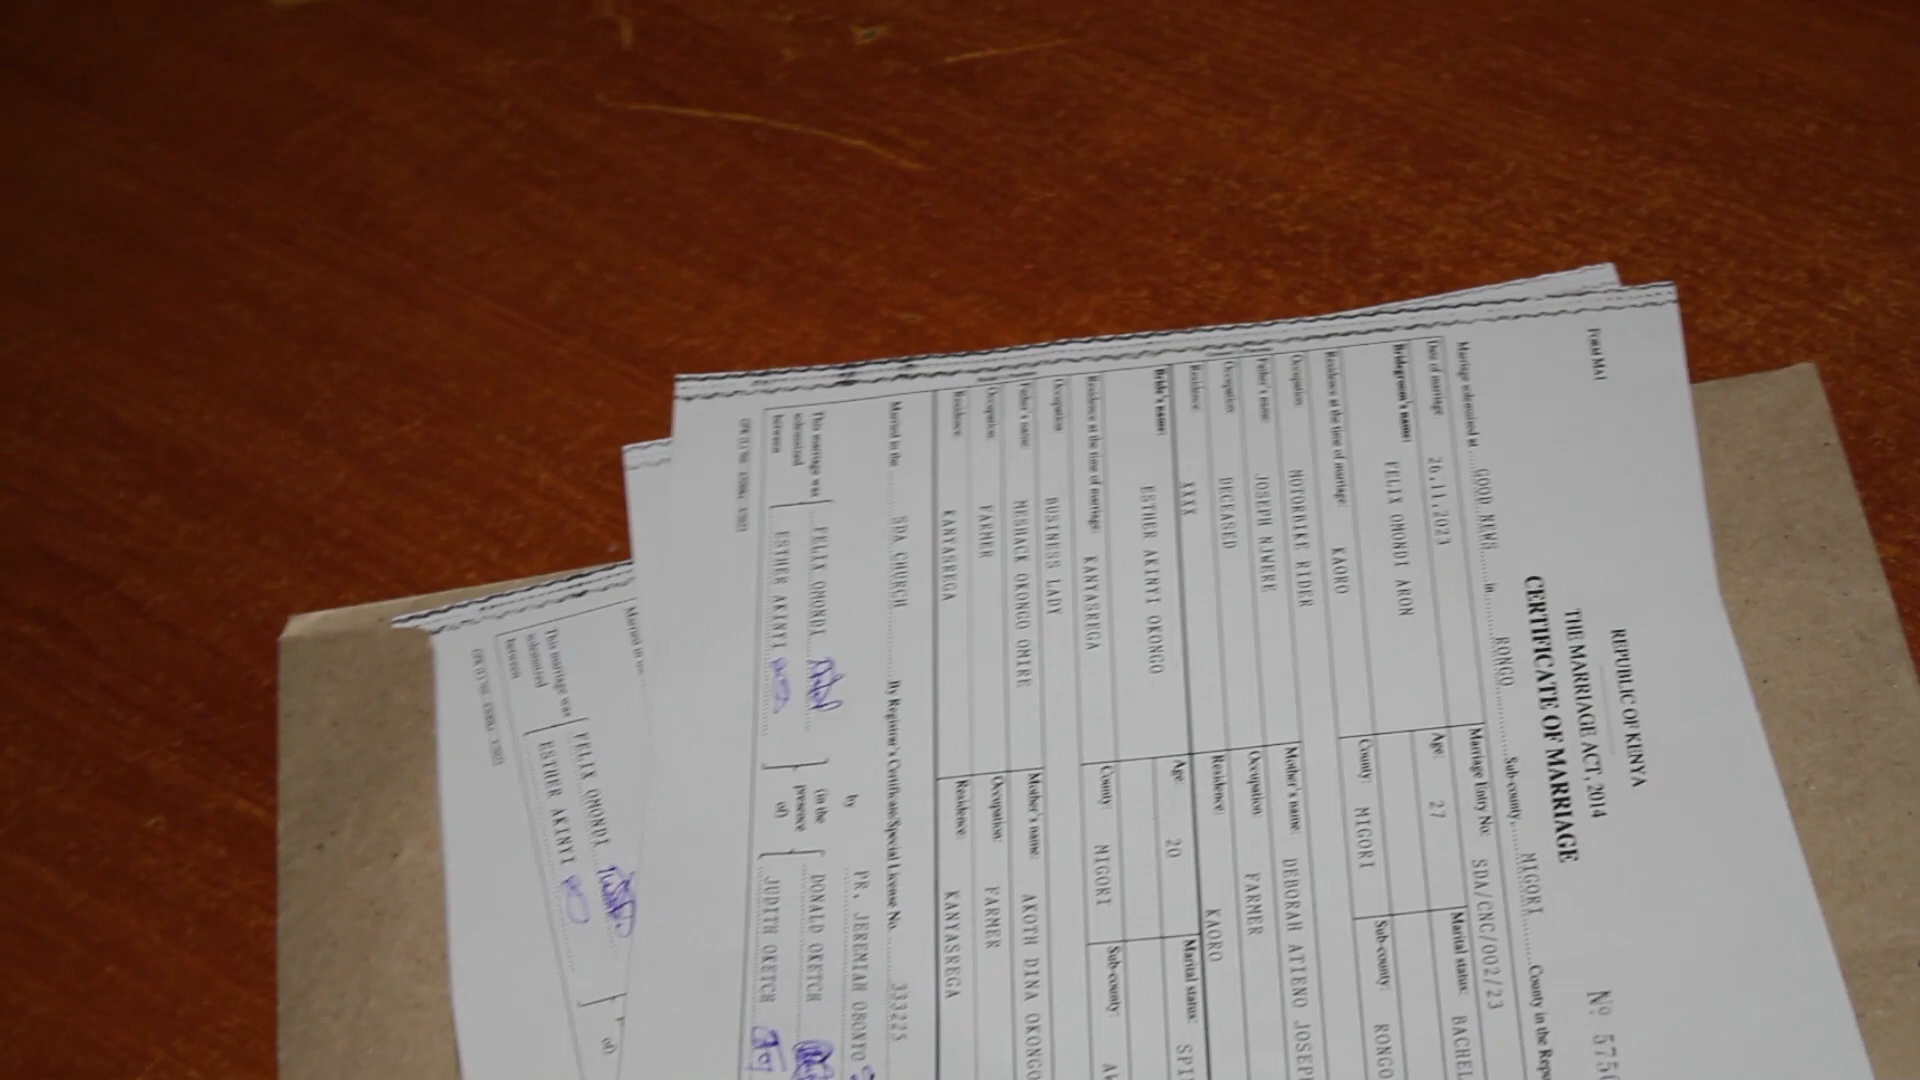 REPUBLIC OF KENYA
THE MARRIAGE ACT, 2014
CERTIFICATE OF MARRIAGE
Form MA1
Nº 575
Marriage solemnized at GOOD NEWS in RONGO Sub-county MIGORI County in the
Date of marriage 26.11.2023 Marriage Entry No: SDA/CNC/002/23
Bridegroom's name: FELIX OMONDI ARON Age: 27 Marital status:
Residence at the time of marriage: KAORO County: MIGORI Sub-county: RONGO
Occupation MOTORBIKE RIDER
Father's name JOSEPH NJWERE Mother's name: DEBORAH ATIENO
Occupation DECEASED Occupation: FARMER
Residence: XXXX Residence: KAORO
Bride's name: ESTHER AKINYI OKONGO Age: 20 Marital status:
Residence at the time of marriage: KANYASREGA County: MIGORI Sub-county:
Occupation: BUSINESS LADY
Father's name MESHACK OKONGO OMIRE Mother's name: AKOTH DINA OKONGO
Occupation: FARMER Occupation: FARMER
Residence: KANYASREGA Residence: KANYASREGA
Married in the SDA CHURCH By Registrar's Certificate/Special License No. 333225
by PR. JEREMIAH OBONYO
This marriage was solemnized between FELIX OMONDI (in the presence of) DONALD OKETCH
ESTHER AKINYI JUDITH OKETCH
Married in
This marriage was solemnized between FELIX OMONDI of)
ESTHER AKINYI